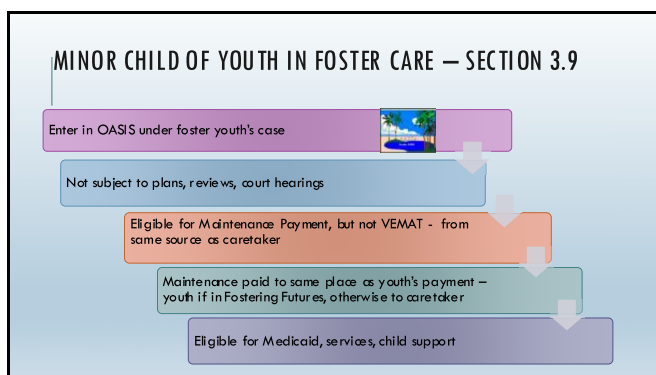 MINOR CHILD OF YOUTH IN FOSTER CARE – SECTION 3.9
Enter in OASIS under foster youth's case
Not subject to plans, reviews, court hearings
Eligible for Maintenance Payment, but not VEMAT - from
same source as caretaker
Maintenance paid to same place as youth's payment –
youth if in Fostering Futures, otherwise to caretaker
Eligible for Medicaid, services, child support